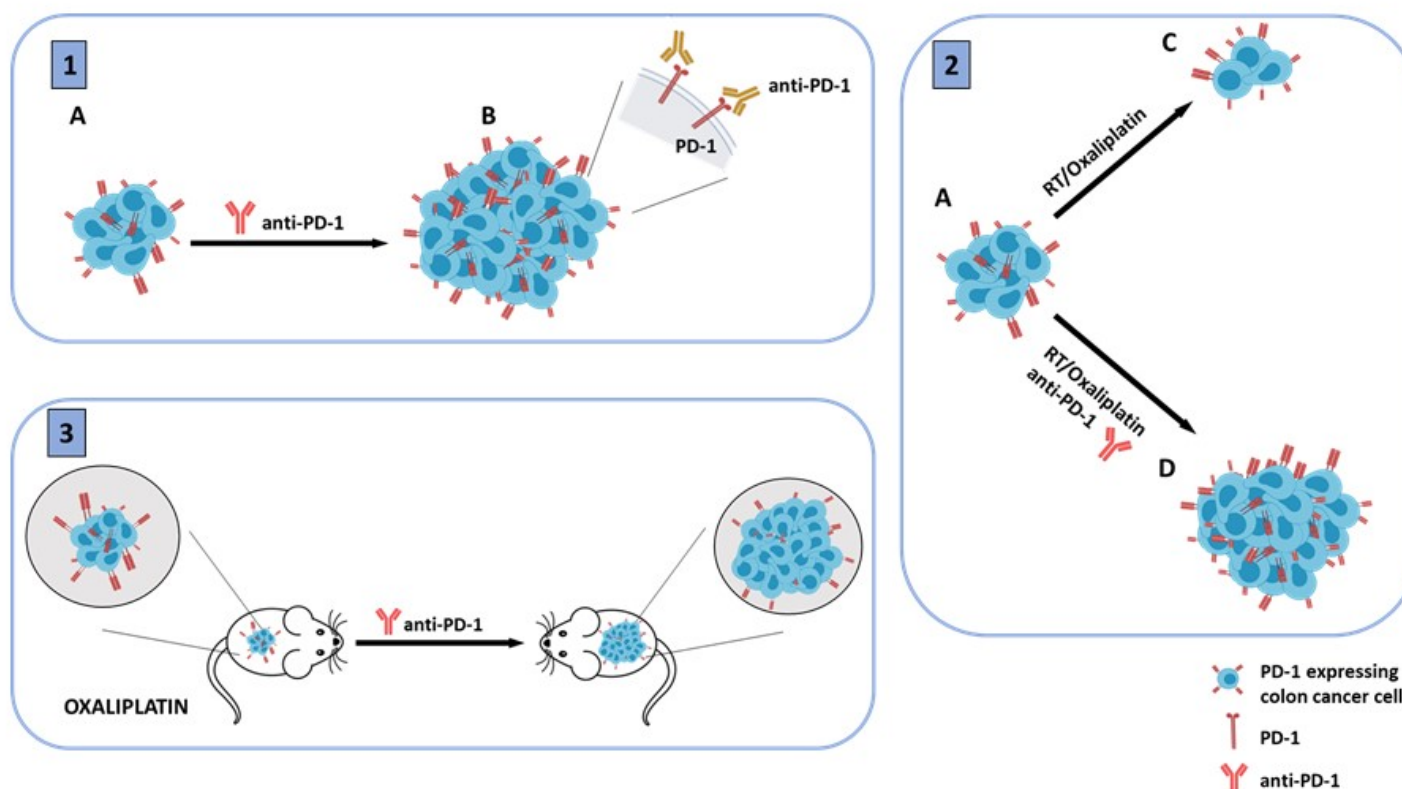 1
A
B
anti-PD-1
anti-PD-1
PD-1
2
A
C
RT/Oxaliplatin
RT/Oxaliplatin
anti-PD-1
D
3
anti-PD-1
OXALIPLATIN
PD-1 expressing
colon cancer cell
PD-1
anti-PD-1